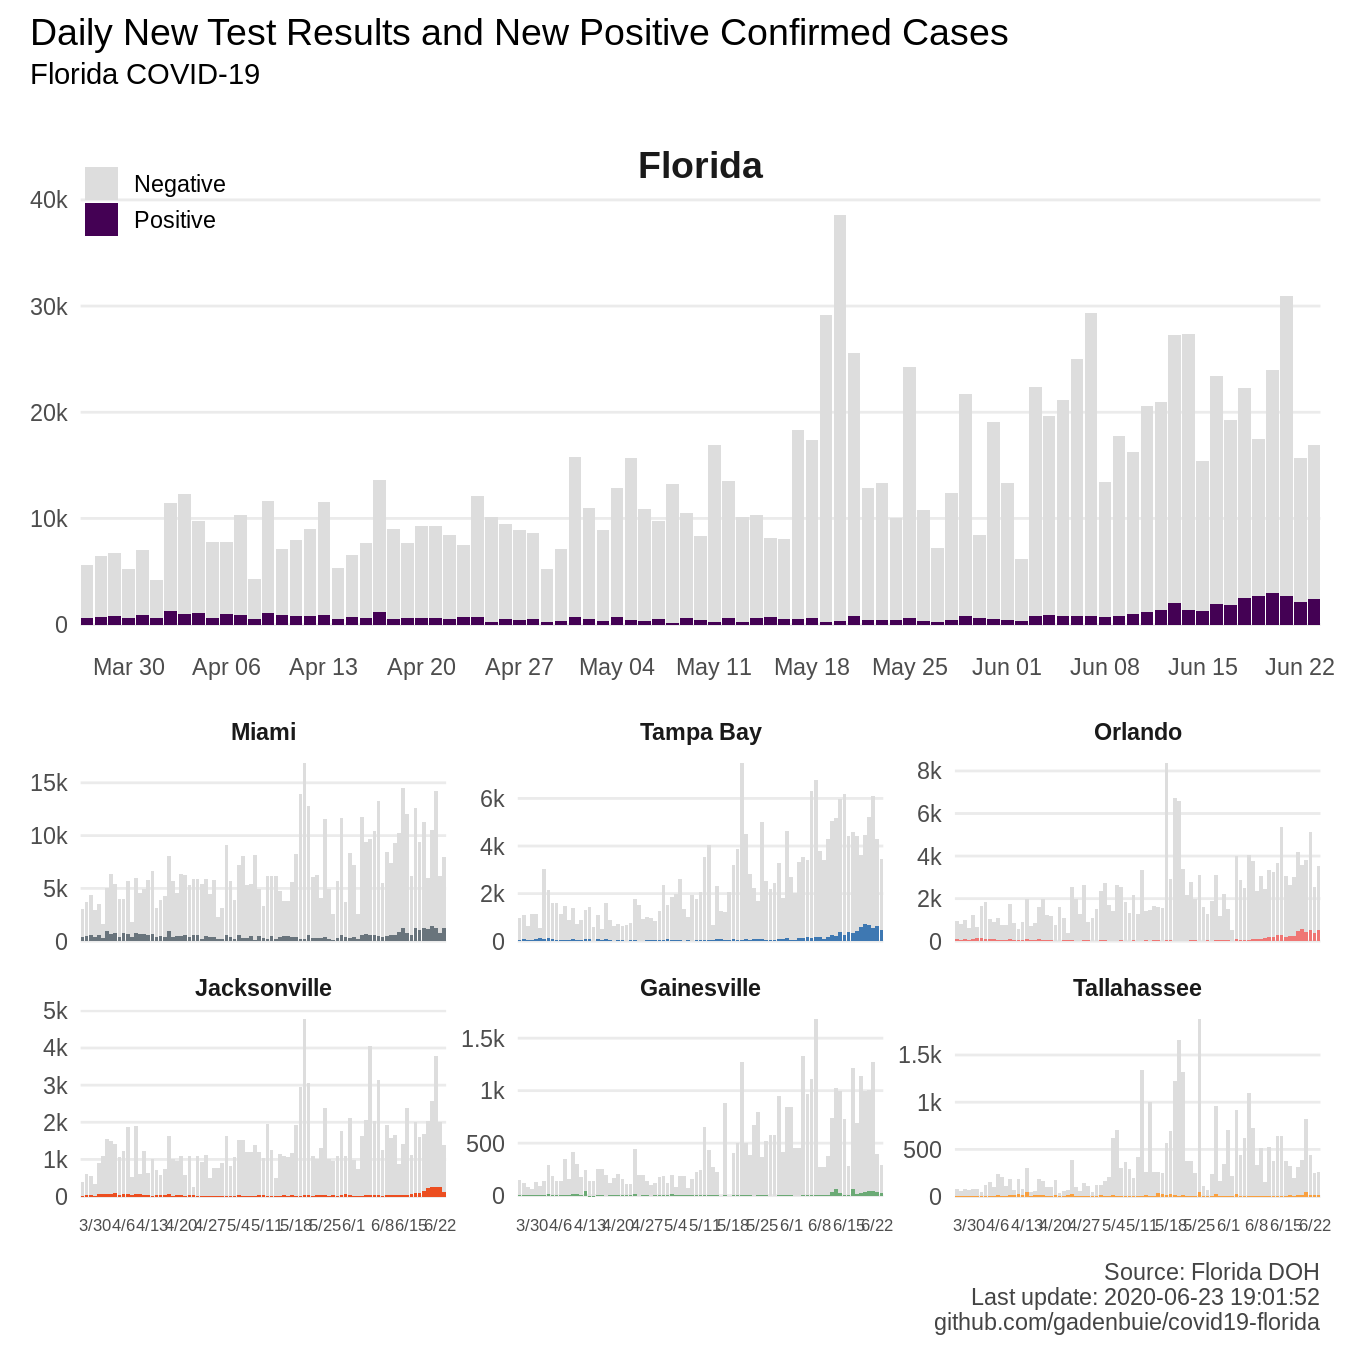 Daily New Test Results and New Positive Confirmed Cases
Florida COVID-19
Florida
Negative
Positive
40k
30k
20k
10k
0
Mar 30 Apr 06 Apr 13 Apr 20 Apr 27 May 04 May 11 May 18 May 25 Jun 01 Jun 08 Jun 15 Jun 22
Miami Tampa Bay Orlando
15k
10k
5k
0
6k
4k
2k
0
8k
6k
4k
2k
0
Jacksonville Gainesville Tallahassee
5k
4k
3k
2k
1k
0
1.5k
1k
500
0
1.5k
1k
500
0
3/30 4/6 4/13 4/20 4/27 5/4 5/11 5/18 5/25 6/1 6/8 6/15 6/22
3/30 4/6 4/13 4/20 4/27 5/4 5/11 5/18 5/25 6/1 6/8 6/15 6/22
3/30 4/6 4/13 4/20 4/27 5/4 5/11 5/18 5/25 6/1 6/8 6/15 6/22
Source: Florida DOH
Last update: 2020-06-23 19:01:52
github.com/gadenbuie/covid19-florida